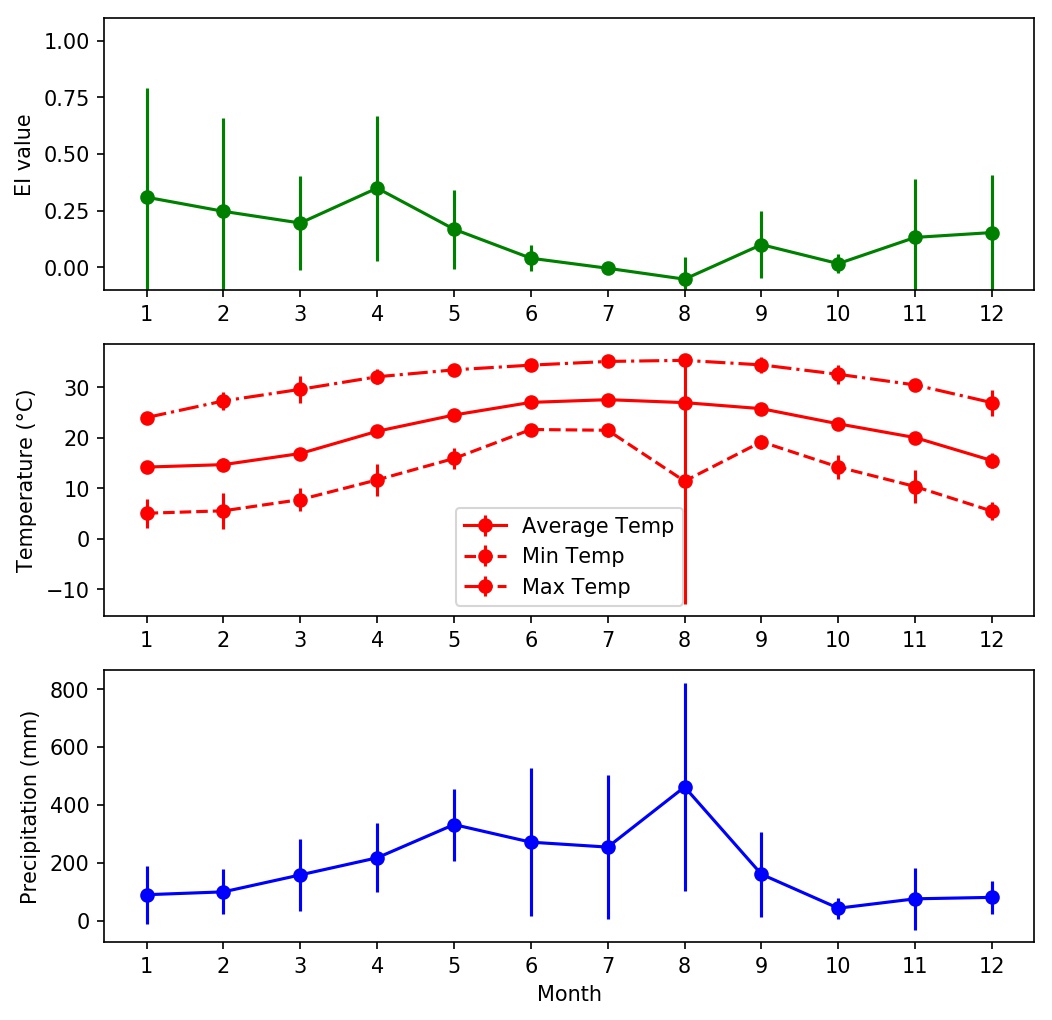 EI value
1.00
0.75
0.50
0.25
0.00
1 2 3 4 5 6 7 8 9 10 11 12
Temperature (°C)
30
20
10
0
−10
Average Temp
Min Temp
Max Temp
1 2 3 4 5 6 7 8 9 10 11 12
Precipitation (mm)
800
600
400
200
0
1 2 3 4 5 6 7 8 9 10 11 12
Month